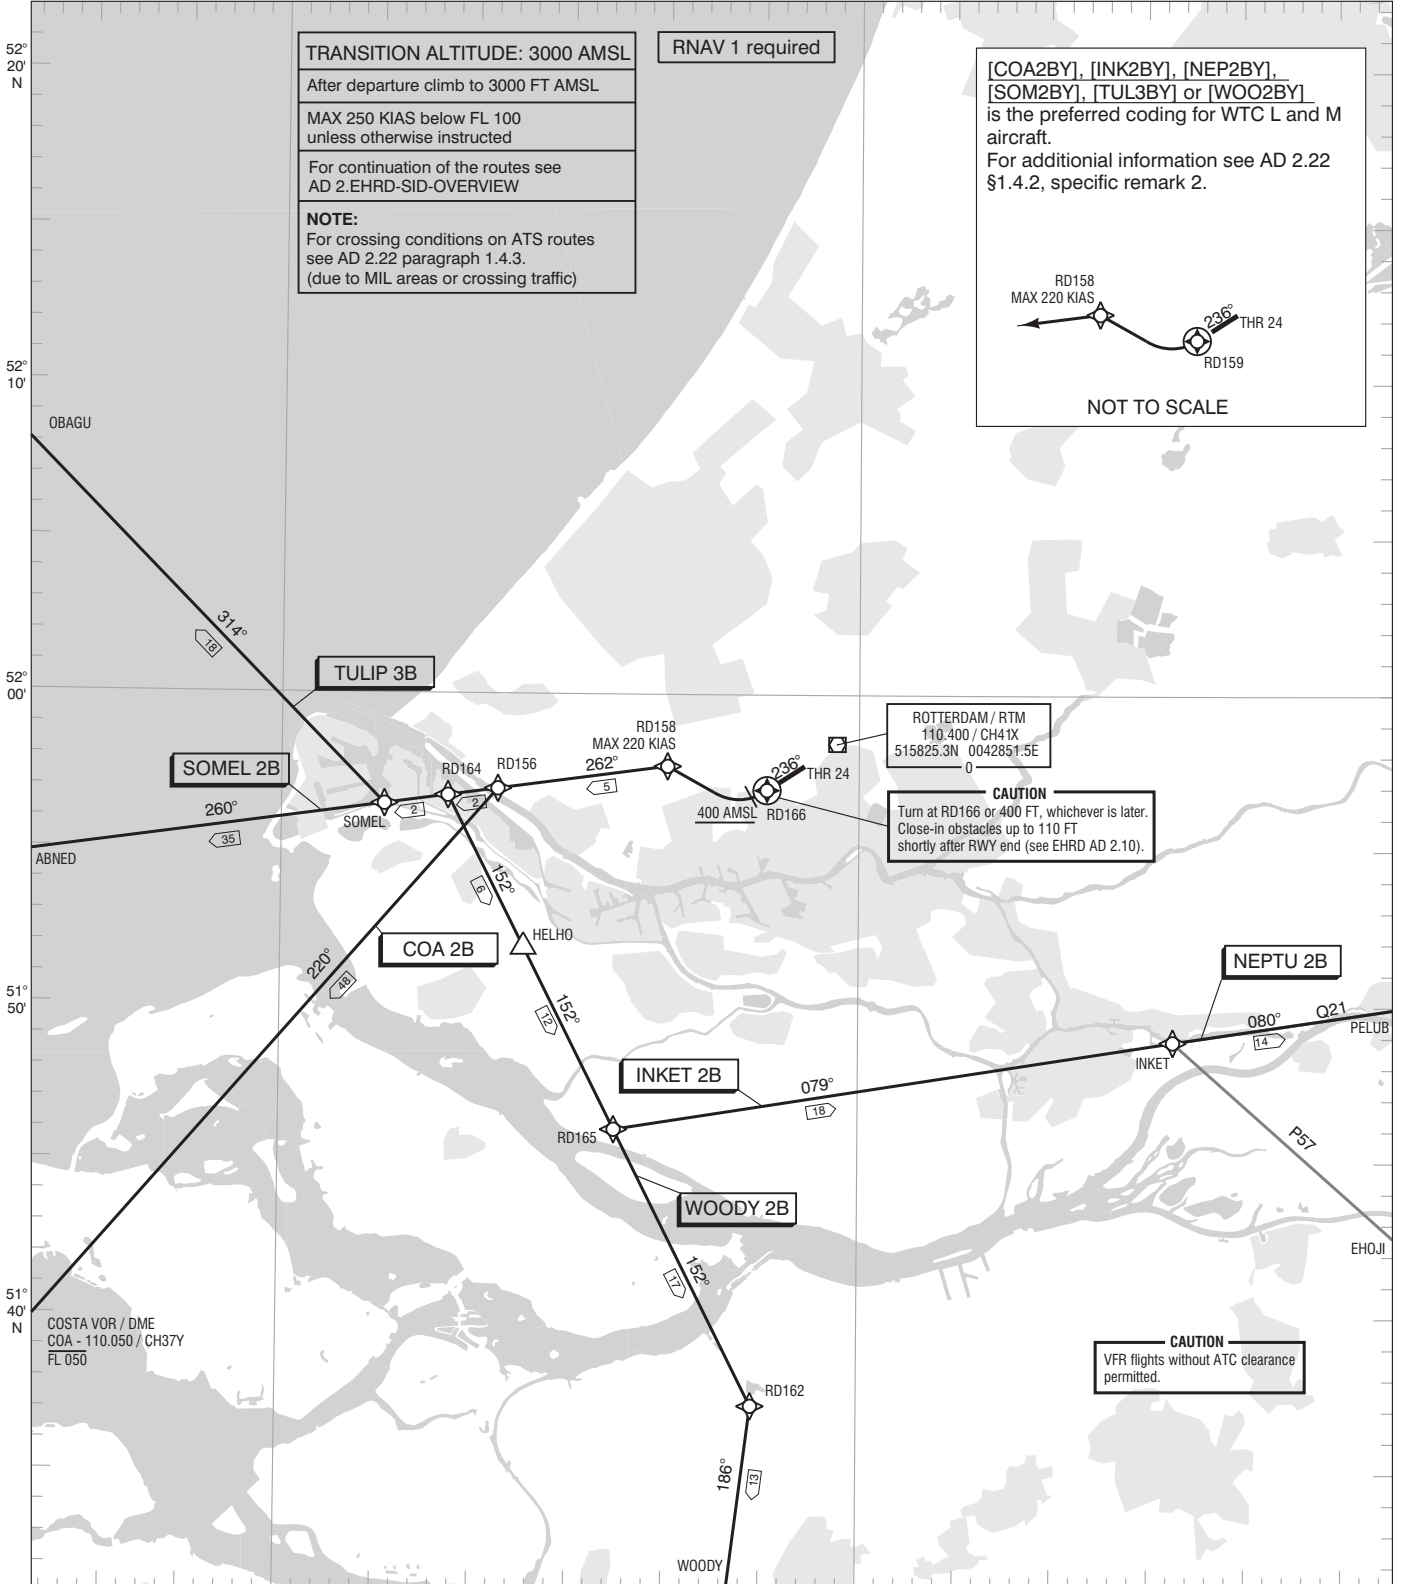 52°
20'
N
TRANSITION ALTITUDE: 3000 AMSL
After departure climb to 3000 FT AMSL
MAX 250 KIAS below FL 100
unless otherwise instructed
For continuation of the routes see
AD 2.EHRD-SID-OVERVIEW
NOTE:
For crossing conditions on ATS routes
see AD 2.22 paragraph 1.4.3.
(due to MIL areas or crossing traffic)
RNAV 1 required
[COA2BY], [INK2BY], [NEP2BY],
[SOM2BY], [TUL3BY] or [WOO2BY]
is the preferred coding for WTC L and M
aircraft.
For additionial information see AD 2.22
§1.4.2, specific remark 2.
RD158
MAX 220 KIAS
236°
THR 24
RD159
NOT TO SCALE
52°
10'
OBAGU
314°
18
52°
00'
TULIP 3B
SOMEL 2B
260°
35
ABNED
SOMEL
2
RD164
2
RD156
262°
5
RD158
MAX 220 KIAS
236°
THR 24
400 AMSL
RD166
ROTTERDAM / RTM
110.400 / CH41X
515825.3N 0042851.5E
0
CAUTION
Turn at RD166 or 400 FT, whichever is later.
Close-in obstacles up to 110 FT
shortly after RWY end (see EHRD AD 2.10).
152°
6
HELHO
COA 2B
220°
48
51°
50'
152°
12
NEPTU 2B
080°
14
Q21
PELUB
INKET
INKET 2B
079°
18
RD165
P57
EHOJI
WOODY 2B
152°
17
51°
40'
N
COSTA VOR / DME
COA - 110.050 / CH37Y
FL 050
CAUTION
VFR flights without ATC clearance
permitted.
RD162
186°
13
WOODY